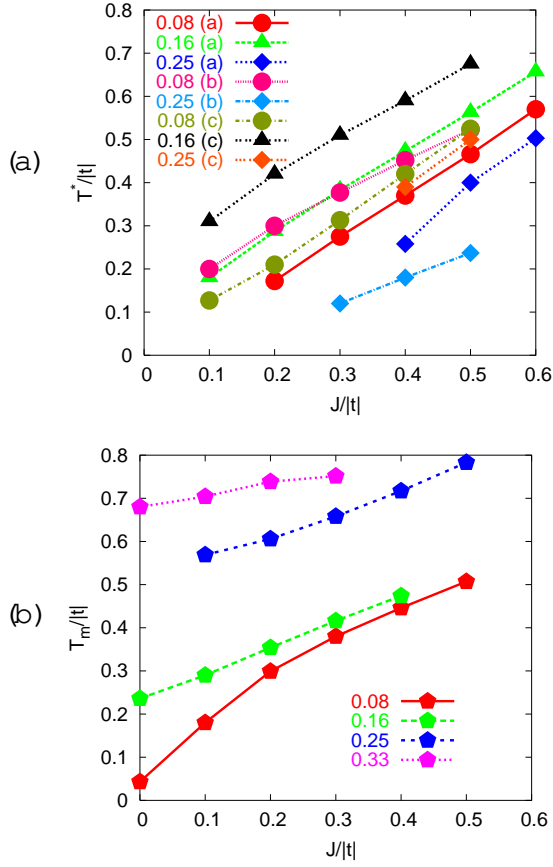 0.08 (a)
0.16 (a)
0.25 (a)
0.08 (b)
0.25 (b)
0.08 (c)
0.16 (c)
0.25 (c)
0.8
0.7
0.6
0.5
0.4
0.3
0.2
0.1
0
(a)
T*/|t|
0 0.1 0.2 0.3 0.4 0.5 0.6
J/|t|
0.8
0.7
0.6
0.5
0.4
0.3
0.2
0.1
0
(b)
Tm/|t|
0.08
0.16
0.25
0.33
0 0.1 0.2 0.3 0.4 0.5 0.6
J/|t|